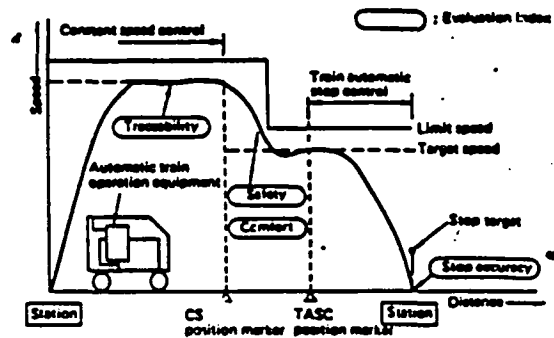 ; Evaluation Index
Constant speed control
Train automatic
stop control
Speed
Limit speed
Traceability
Target speed
Automatic train
operation equipment
Safety
Comfort
Stop target
Stop accuracy
Station
CS
position marker
TASC
position marker
Station
Distance